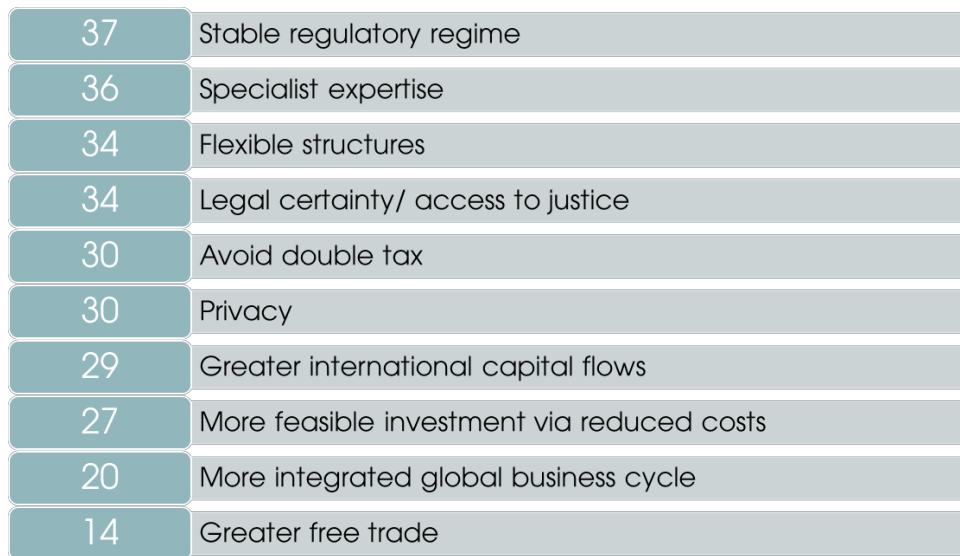 37 Stable regulatory regime
36 Specialist expertise
34 Flexible structures
34 Legal certainty/ access to justice
30 Avoid double tax
30 Privacy
29 Greater international capital flows
27 More feasible investment via reduced costs
20 More integrated global business cycle
14 Greater free trade